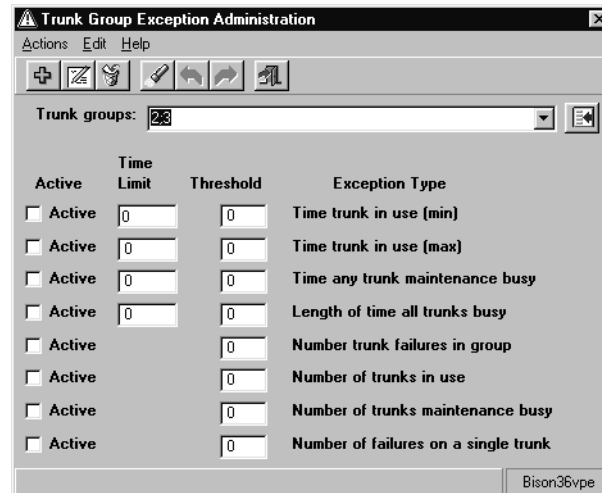 Trunk Group Exception Administration
Actions Edit Help
Trunk groups: 2;3
Time
Active Limit Threshold Exception Type
Active 0 0 Time trunk in use (min)
Active 0 0 Time trunk in use (max)
Active 0 0 Time any trunk maintenance busy
Active 0 0 Length of time all trunks busy
Active 0 Number trunk failures in group
Active 0 Number of trunks in use
Active 0 Number of trunks maintenance busy
Active 0 Number of failures on a single trunk
Bison36vpe